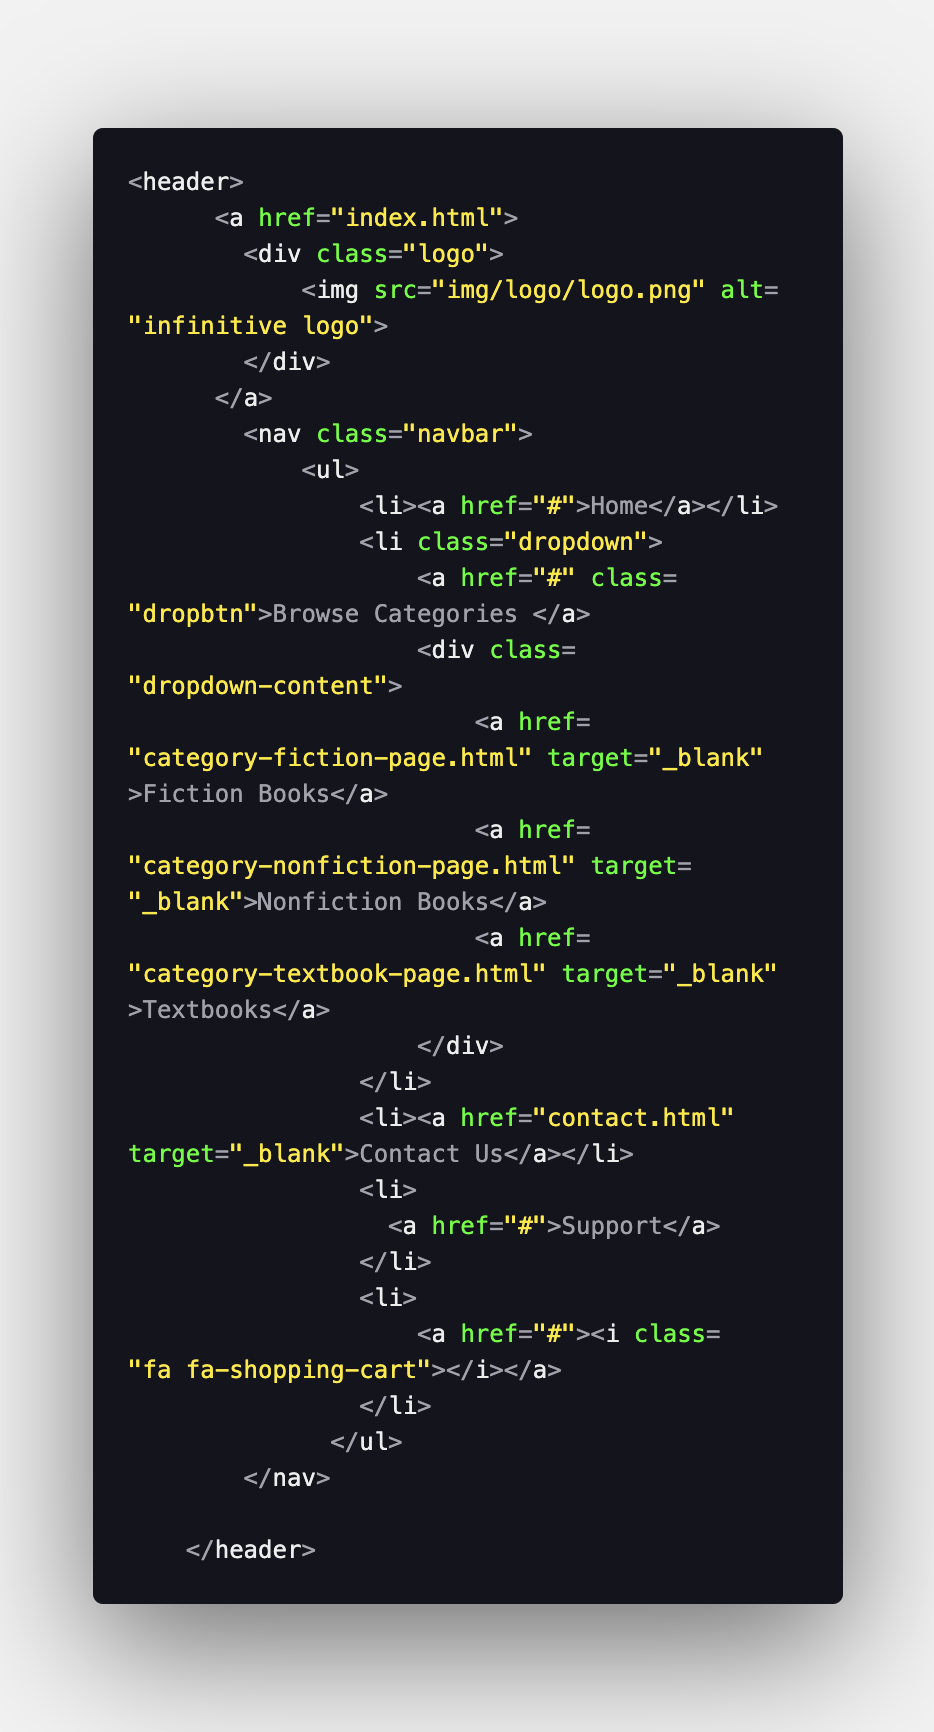 <header>
      <a href="index.html">
        <div class="logo">
            <img src="img/logo/logo.png" alt=
"infinitive logo">
        </div>
      </a>
        <nav class="navbar">
            <ul>
                <li><a href="#">Home</a></li>
                <li class="dropdown">
                    <a href="#" class=
"dropbtn">Browse Categories </a>
                    <div class=
"dropdown-content">
                        <a href=
"category-fiction-page.html" target="_blank"
>Fiction Books</a>
                        <a href=
"category-nonfiction-page.html" target=
"_blank">Nonfiction Books</a>
                        <a href=
"category-textbook-page.html" target="_blank"
>Textbooks</a>
                    </div>
                </li>
                <li><a href="contact.html"
target="_blank">Contact Us</a></li>
                <li>
                  <a href="#">Support</a>
                </li>
                <li>
                    <a href="#"><i class=
"fa fa-shopping-cart"></i></a>
                </li>
              </ul>
        </nav>

    </header>